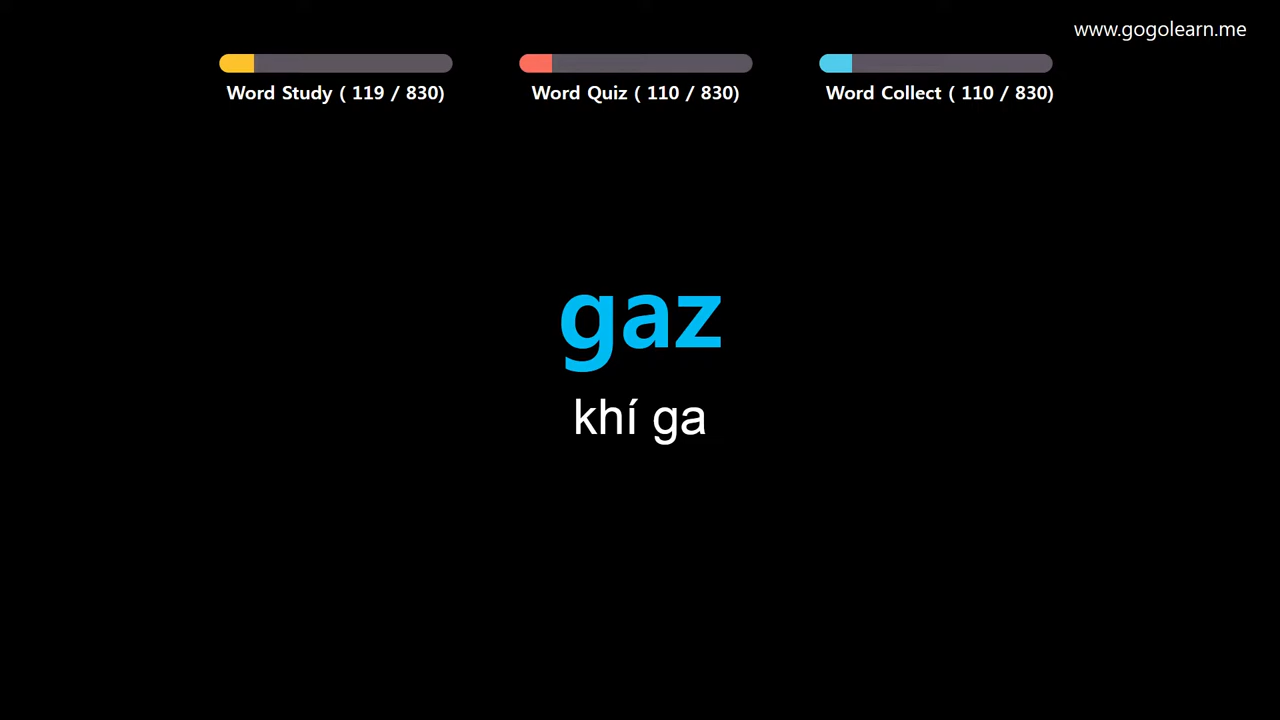 www.gogolearn.me
Word Study ( 119 / 830)
Word Quiz ( 110 / 830)
Word Collect ( 110 / 830)
gaz
khí ga